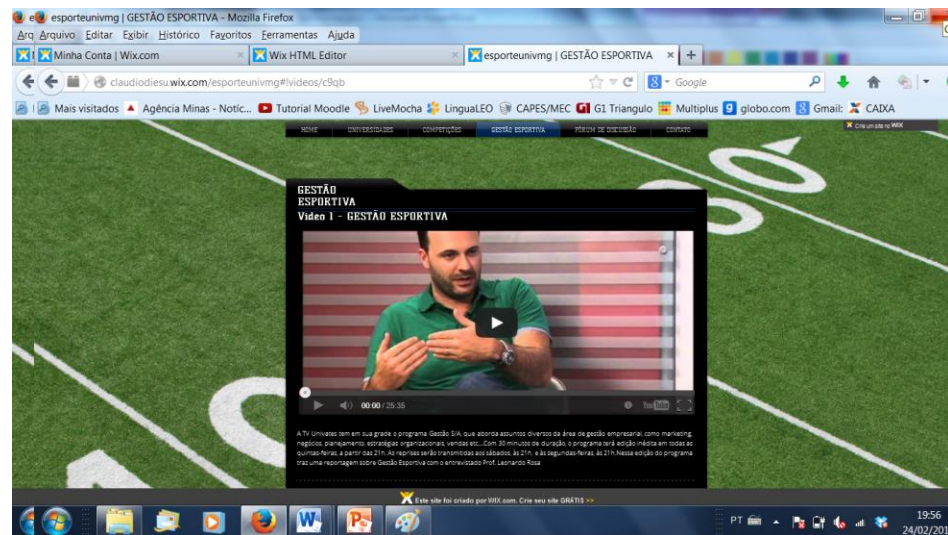 esporteunivmg | GESTÃO ESPORTIVA - Mozilla Firefox
Arq Arquivo Editar Exibir Histórico Favoritos Ferramentas Ajuda
Minha Conta | Wix.com × Wix HTML Editor × esporteunivmg | GESTÃO ESPORTIVA × +
claudiodiesu.wix.com/esporteunivmg#!videos/c9qb Google
Mais visitados Agência Minas - Notíc... Tutorial Moodle LiveMocha LinguaLEO CAPES/MEC G1 Triangulo Multiplus globo.com Gmail CAIXA
HOME UNIVERSIDADES COMPETIÇÕES GESTÃO ESPORTIVA FÓRUM DE DISCUSSÃO CONTATO Crie um site no WIX
GESTÃO
ESPORTIVA
Video 1 - GESTÃO ESPORTIVA
00:00 / 25:35 YouTube
A TV Univates tem em sua grade o programa Gestão S/A, que aborda assuntos diversos da área de gestão empresarial, como marketing,
negócios, planejamento, estratégias organizacionais, vendas etc...Com 30 minutos de duração, o programa terá edição inédita em todas as
quintas-feiras, a partir das 21h. As reprises serão transmitidas aos sábados, às 21h, e às segundas-feiras, às 21h.Nessa edição do programa
traz uma reportagem sobre Gestão Esportiva com o entrevistado Prof. Leonardo Rosa
Este site foi criado por WIX.com. Crie seu site GRÁTIS >>
PT 19:56
24/02/201